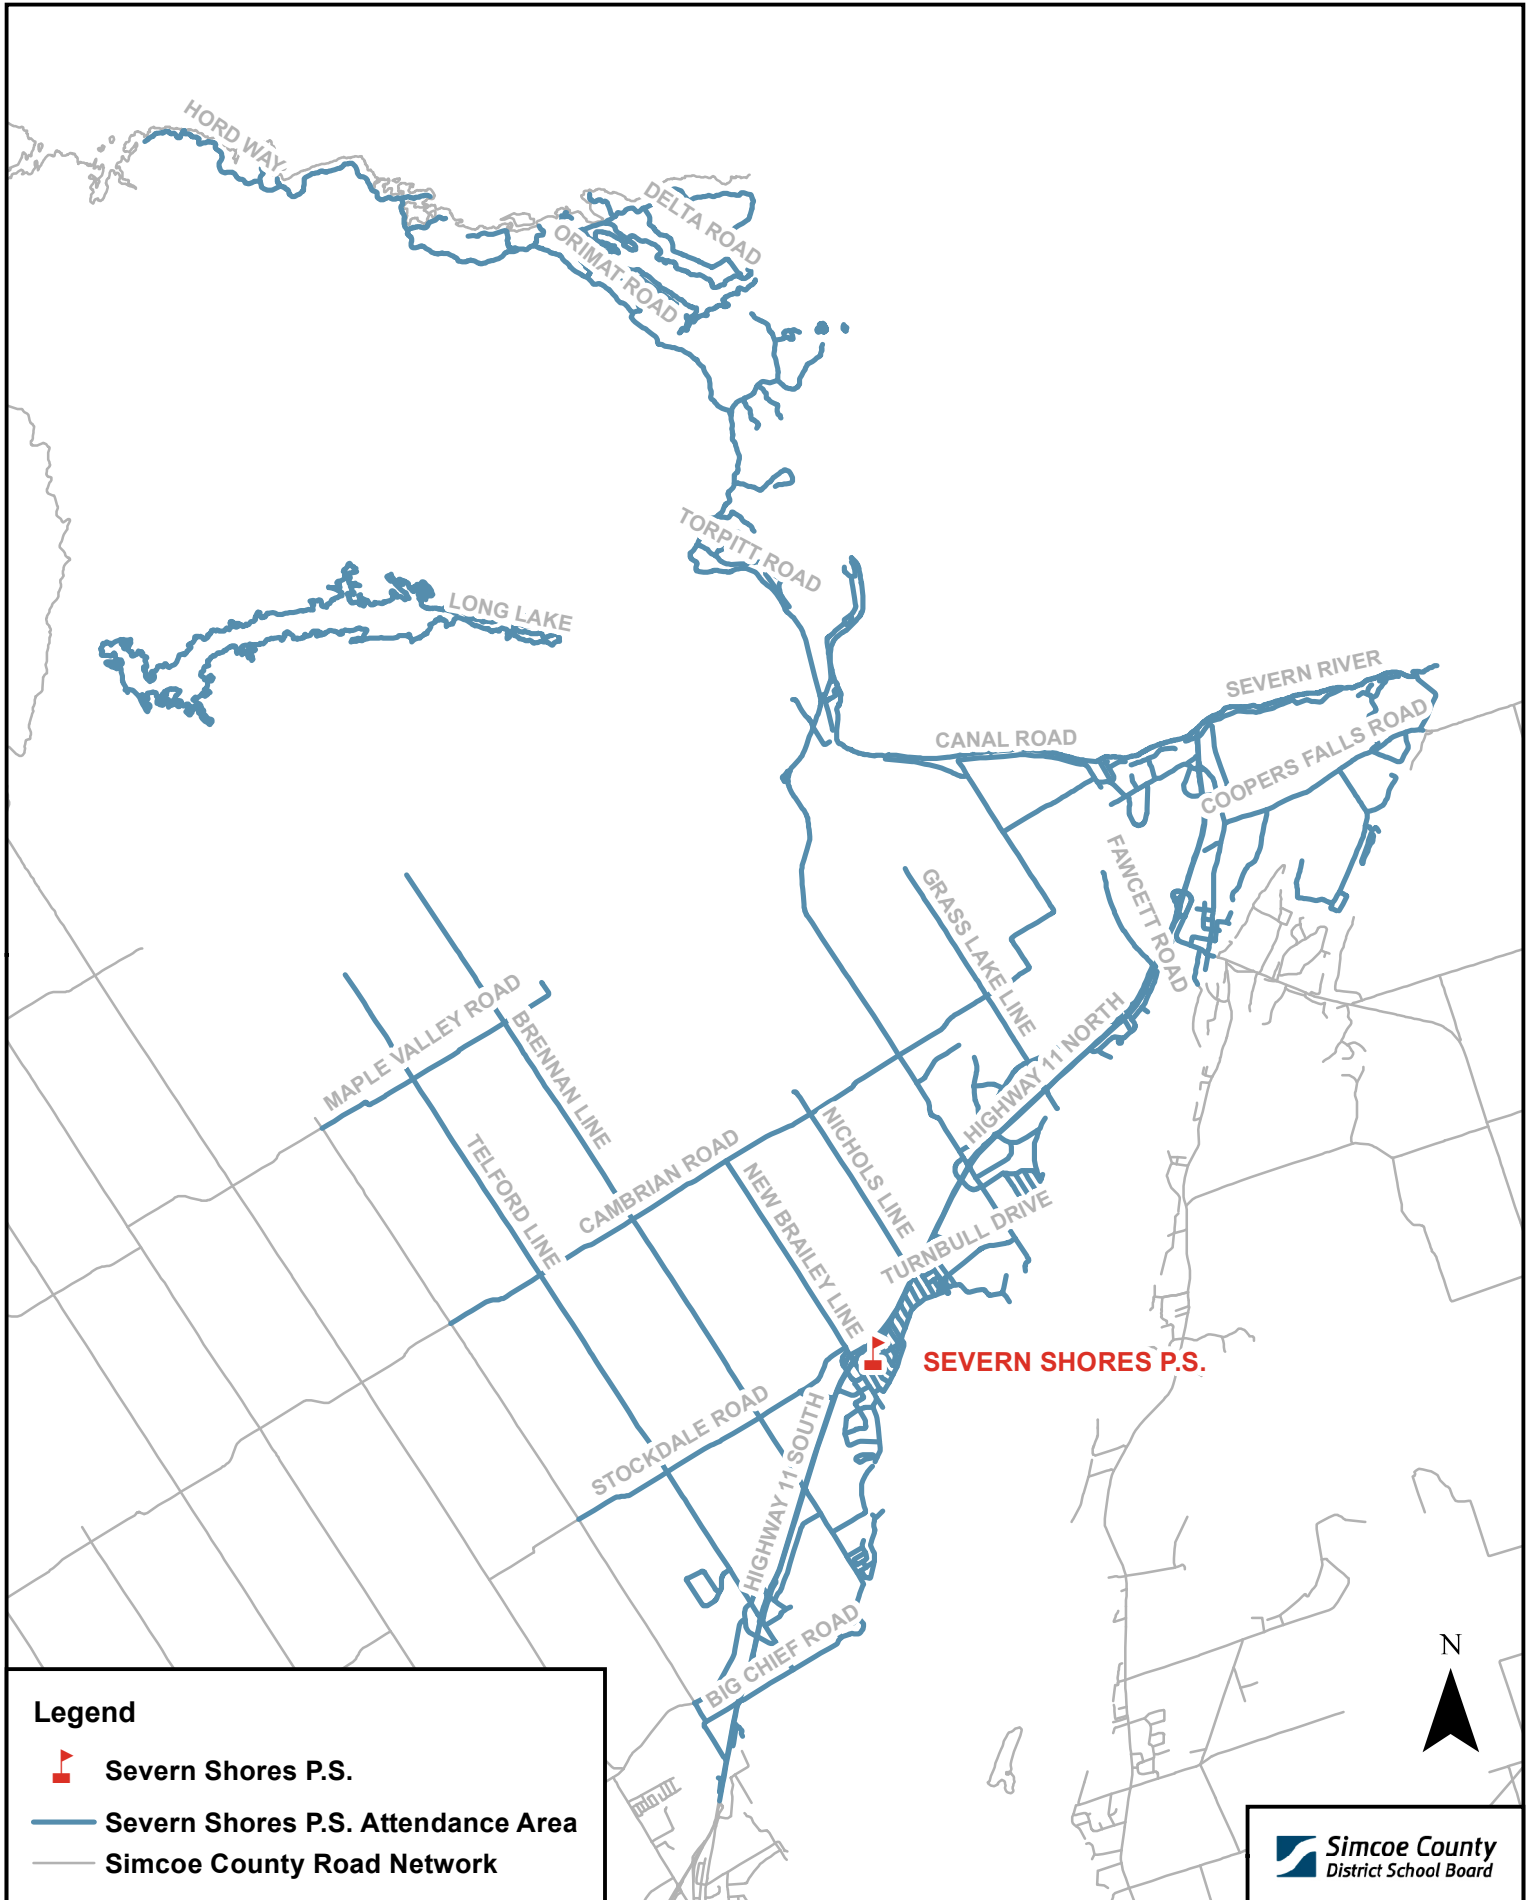 HORD WAY
DELTA ROAD
ORIMAT ROAD
TORPITT ROAD
LONG LAKE
SEVERN RIVER
CANAL ROAD
COOPERS FALLS ROAD
FAWCETT ROAD
GRASS LAKE LINE
MAPLE VALLEY ROAD
BRENNAN LINE
HIGHWAY 11 NORTH
TELFORD LINE
CAMBRIAN ROAD
NICHOLS LINE
NEW BRAILEY LINE
TURNBULL DRIVE
SEVERN SHORES P.S.
STOCKDALE ROAD
HIGHWAY 11 SOUTH
BIG CHIEF ROAD
N
Legend
Severn Shores P.S.
Severn Shores P.S. Attendance Area
Simcoe County Road Network
Simcoe County
District School Board